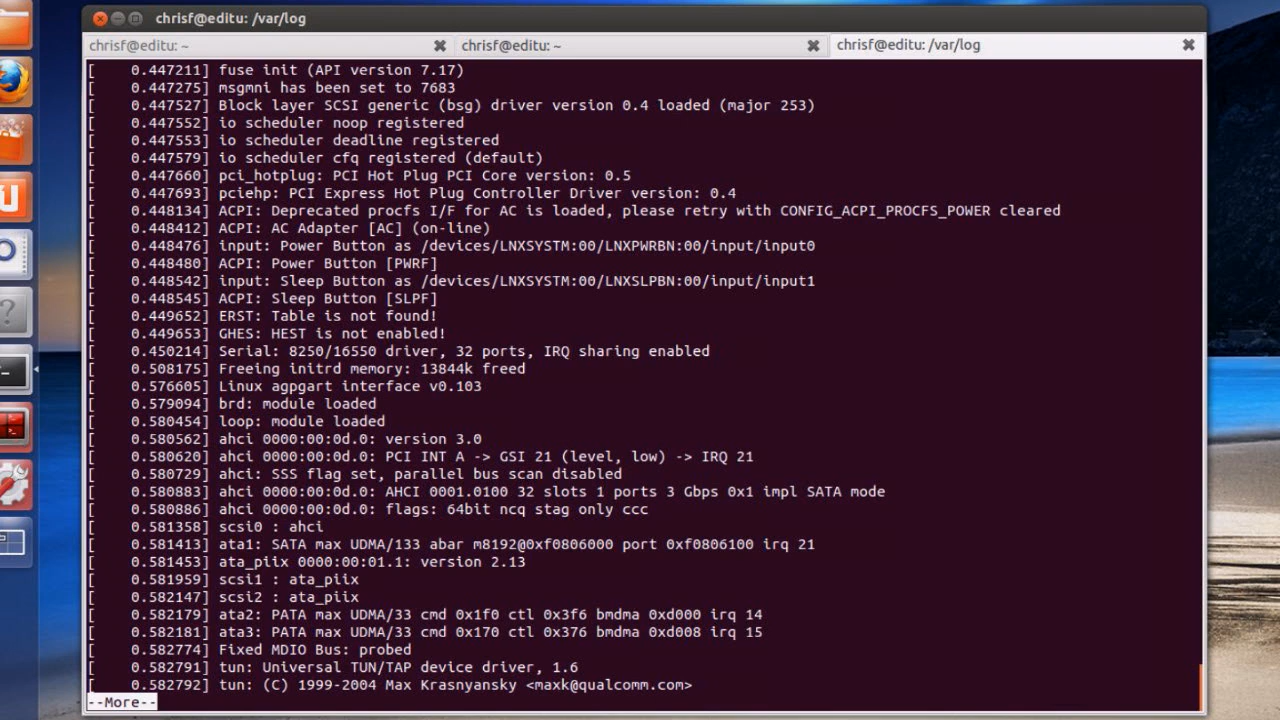 chrisf@editu: /var/log
chrisf@editu: ~
chrisf@editu: ~
chrisf@editu: /var/log
[    0.447211] fuse init (API version 7.17)
[    0.447275] msgmni has been set to 7683
[    0.447527] Block layer SCSI generic (bsg) driver version 0.4 loaded (major 253)
[    0.447552] io scheduler noop registered
[    0.447553] io scheduler deadline registered
[    0.447579] io scheduler cfq registered (default)
[    0.447660] pci_hotplug: PCI Hot Plug PCI Core version: 0.5
[    0.447693] pciehp: PCI Express Hot Plug Controller Driver version: 0.4
[    0.448134] ACPI: Deprecated procfs I/F for AC is loaded, please retry with CONFIG_ACPI_PROCFS_POWER cleared
[    0.448412] ACPI: AC Adapter [AC] (on-line)
[    0.448476] input: Power Button as /devices/LNXSYSTM:00/LNXPWRBN:00/input/input0
[    0.448480] ACPI: Power Button [PWRF]
[    0.448542] input: Sleep Button as /devices/LNXSYSTM:00/LNXSLPBN:00/input/input1
[    0.448545] ACPI: Sleep Button [SLPF]
[    0.449652] ERST: Table is not found!
[    0.449653] GHES: HEST is not enabled!
[    0.450214] Serial: 8250/16550 driver, 32 ports, IRQ sharing enabled
[    0.508175] Freeing initrd memory: 13844k freed
[    0.576605] Linux agpgart interface v0.103
[    0.579094] brd: module loaded
[    0.580454] loop: module loaded
[    0.580562] ahci 0000:00:0d.0: version 3.0
[    0.580620] ahci 0000:00:0d.0: PCI INT A -> GSI 21 (level, low) -> IRQ 21
[    0.580729] ahci: SSS flag set, parallel bus scan disabled
[    0.580883] ahci 0000:00:0d.0: AHCI 0001.0100 32 slots 1 ports 3 Gbps 0x1 impl SATA mode
[    0.580886] ahci 0000:00:0d.0: flags: 64bit ncq stag only ccc
[    0.581358] scsi0 : ahci
[    0.581413] ata1: SATA max UDMA/133 abar m8192@0xf0806000 port 0xf0806100 irq 21
[    0.581453] ata_piix 0000:00:01.1: version 2.13
[    0.581959] scsi1 : ata_piix
[    0.582147] scsi2 : ata_piix
[    0.582179] ata2: PATA max UDMA/33 cmd 0x1f0 ctl 0x3f6 bmdma 0xd000 irq 14
[    0.582181] ata3: PATA max UDMA/33 cmd 0x170 ctl 0x376 bmdma 0xd008 irq 15
[    0.582774] Fixed MDIO Bus: probed
[    0.582791] tun: Universal TUN/TAP device driver, 1.6
[    0.582792] tun: (C) 1999-2004 Max Krasnyansky <maxk@qualcomm.com>
--More--